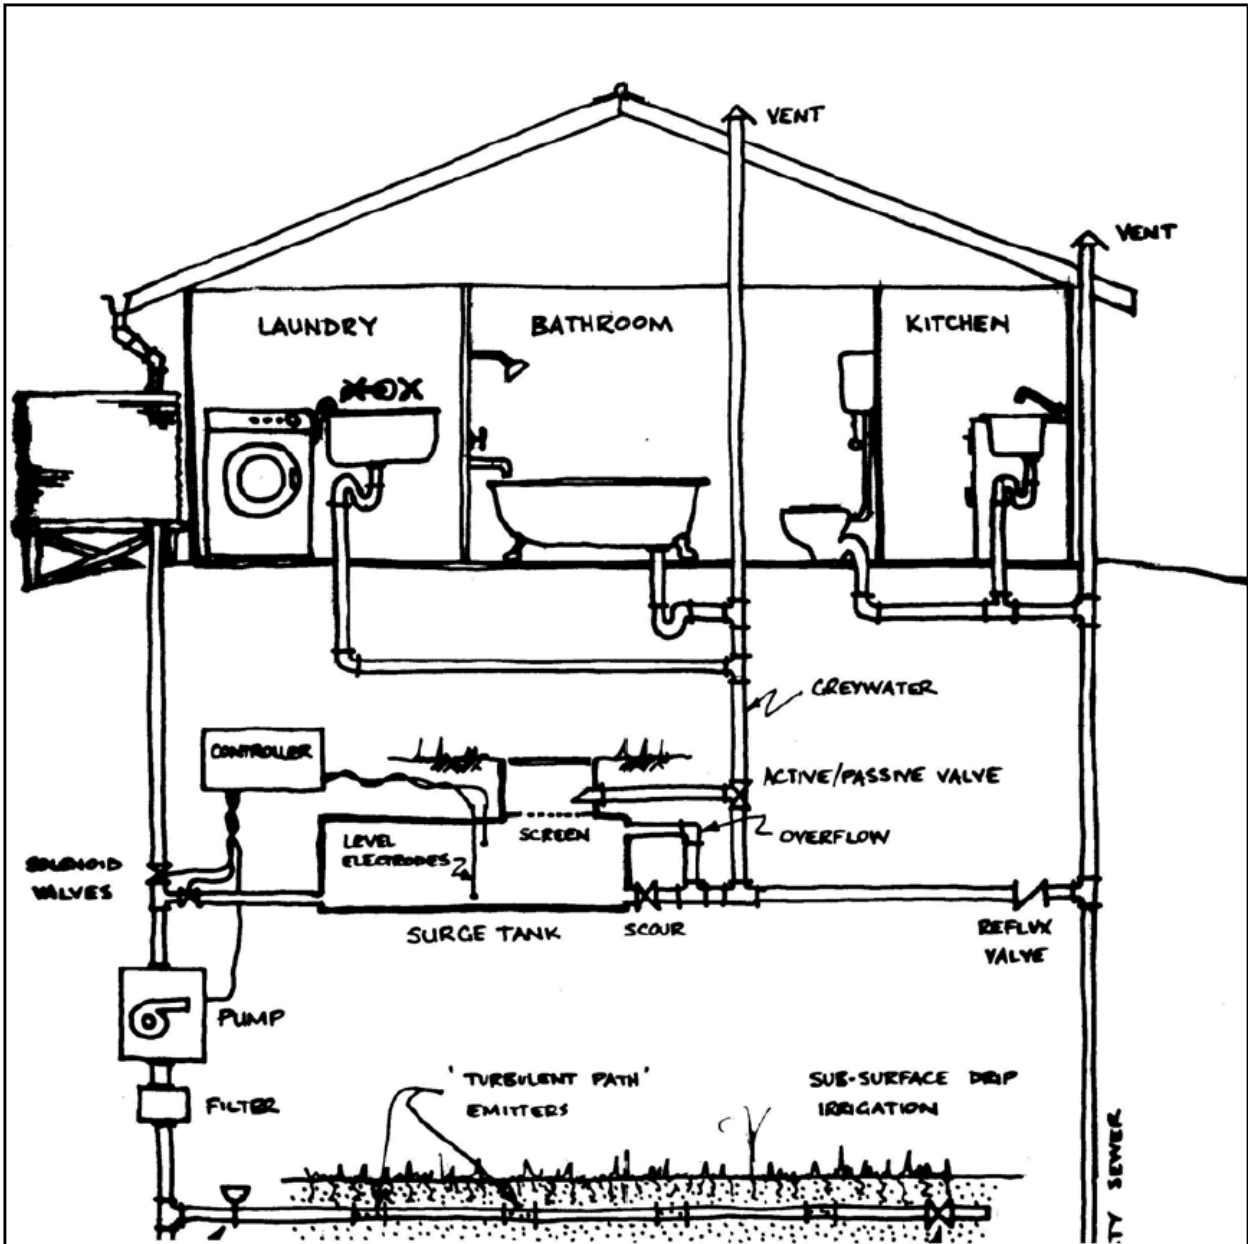 VENT
VENT
LAUNDRY
BATHROOM
KITCHEN
GREYWATER
CONTROLLER
ACTIVE/PASSIVE VALVE
SCREEN
OVERFLOW
LEVEL
ELECTRODES
SOLENOID
VALVES
SURGE TANK
SCOUR
REFLUX
VALVE
PUMP
'TURBULENT PATH'
EMITTERS
SUB-SURFACE DRIP
IRRIGATION
FILTER
TY SEWER